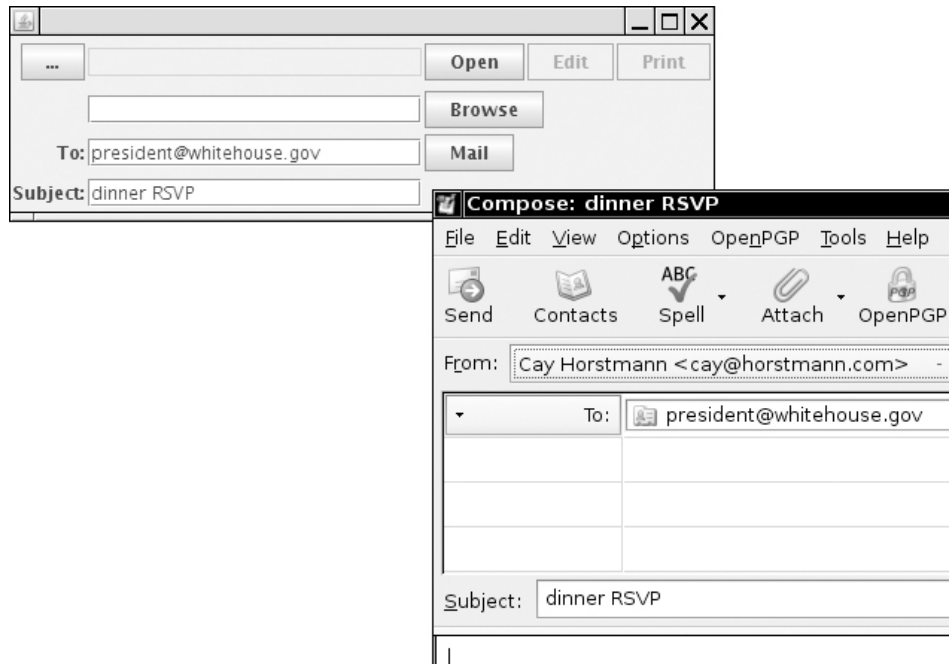 ... Open Edit Print
Browse
To: president@whitehouse.gov Mail
Subject: dinner RSVP
Compose: dinner RSVP
File Edit View Options OpenPGP Tools Help
ABC PGP
Send Contacts Spell Attach OpenPGP
From: Cay Horstmann <cay@horstmann.com> -
To: president@whitehouse.gov
Subject: dinner RSVP